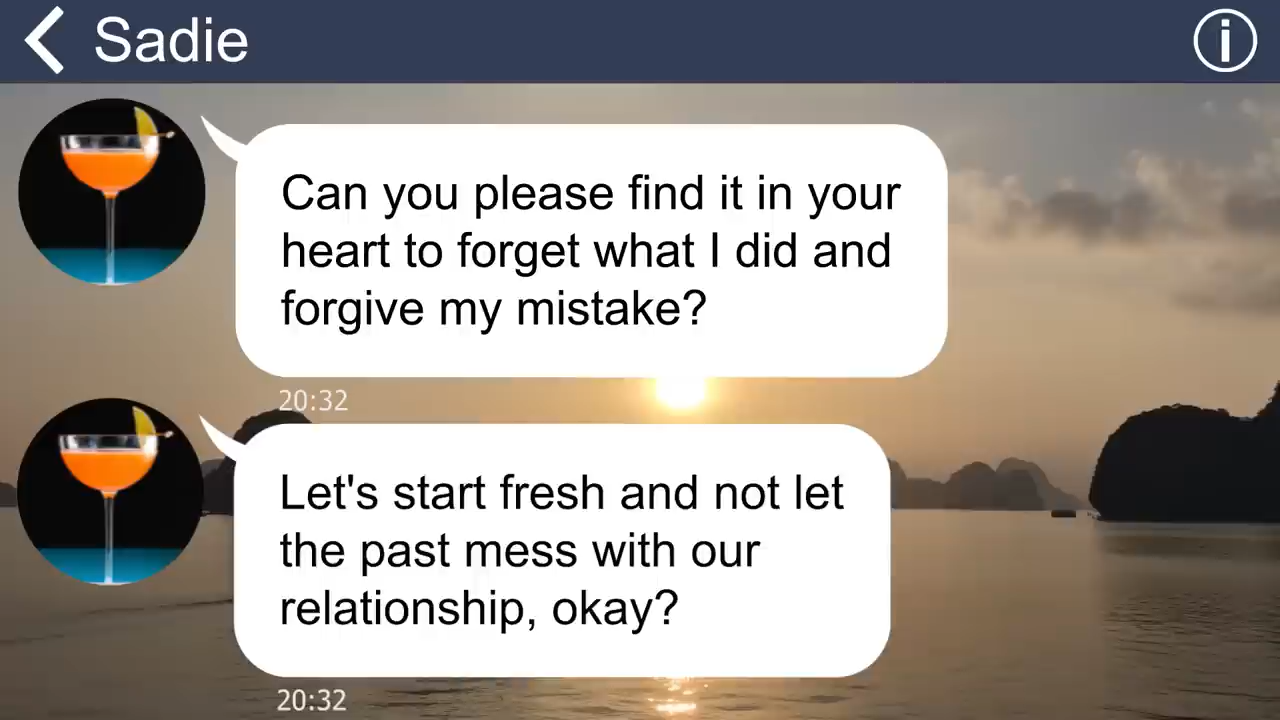 Sadie
Can you please find it in your
heart to forget what I did and
forgive my mistake?
20:32
Let's start fresh and not let
the past mess with our
relationship, okay?
20:32